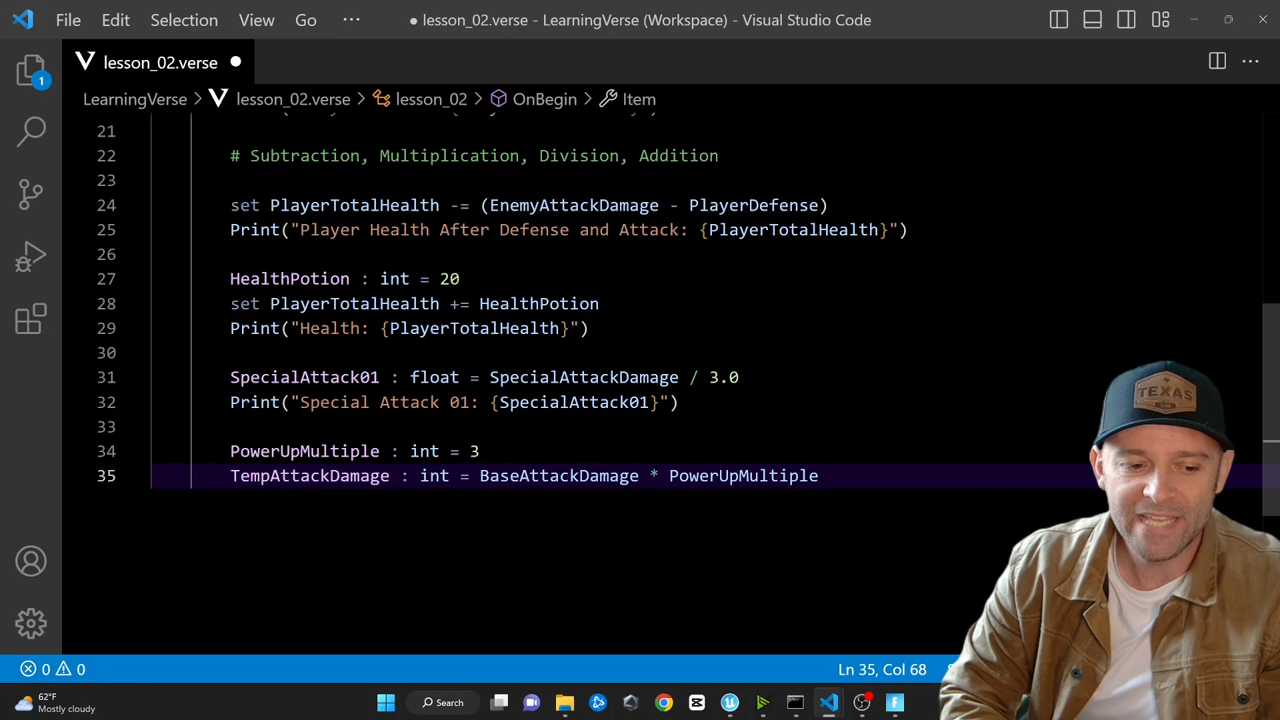 File Edit Selection View Go ··· ● lesson_02.verse - LearningVerse (Workspace) - Visual Studio Code
lesson_02.verse
LearningVerse > lesson_02.verse > lesson_02 > OnBegin > Item
1
21
22 # Subtraction, Multiplication, Division, Addition
23
24 set PlayerTotalHealth -= (EnemyAttackDamage - PlayerDefense)
25 Print("Player Health After Defense and Attack: {PlayerTotalHealth}")
26
27 HealthPotion : int = 20
28 set PlayerTotalHealth += HealthPotion
29 Print("Health: {PlayerTotalHealth}")
30
31 SpecialAttack01 : float = SpecialAttackDamage / 3.0
32 Print("Special Attack 01: {SpecialAttack01}")
33
34 PowerUpMultiple : int = 3
35 TempAttackDamage : int = BaseAttackDamage * PowerUpMultiple
TEXAS
0 0 Ln 35, Col 68
62°F
Mostly cloudy
Search